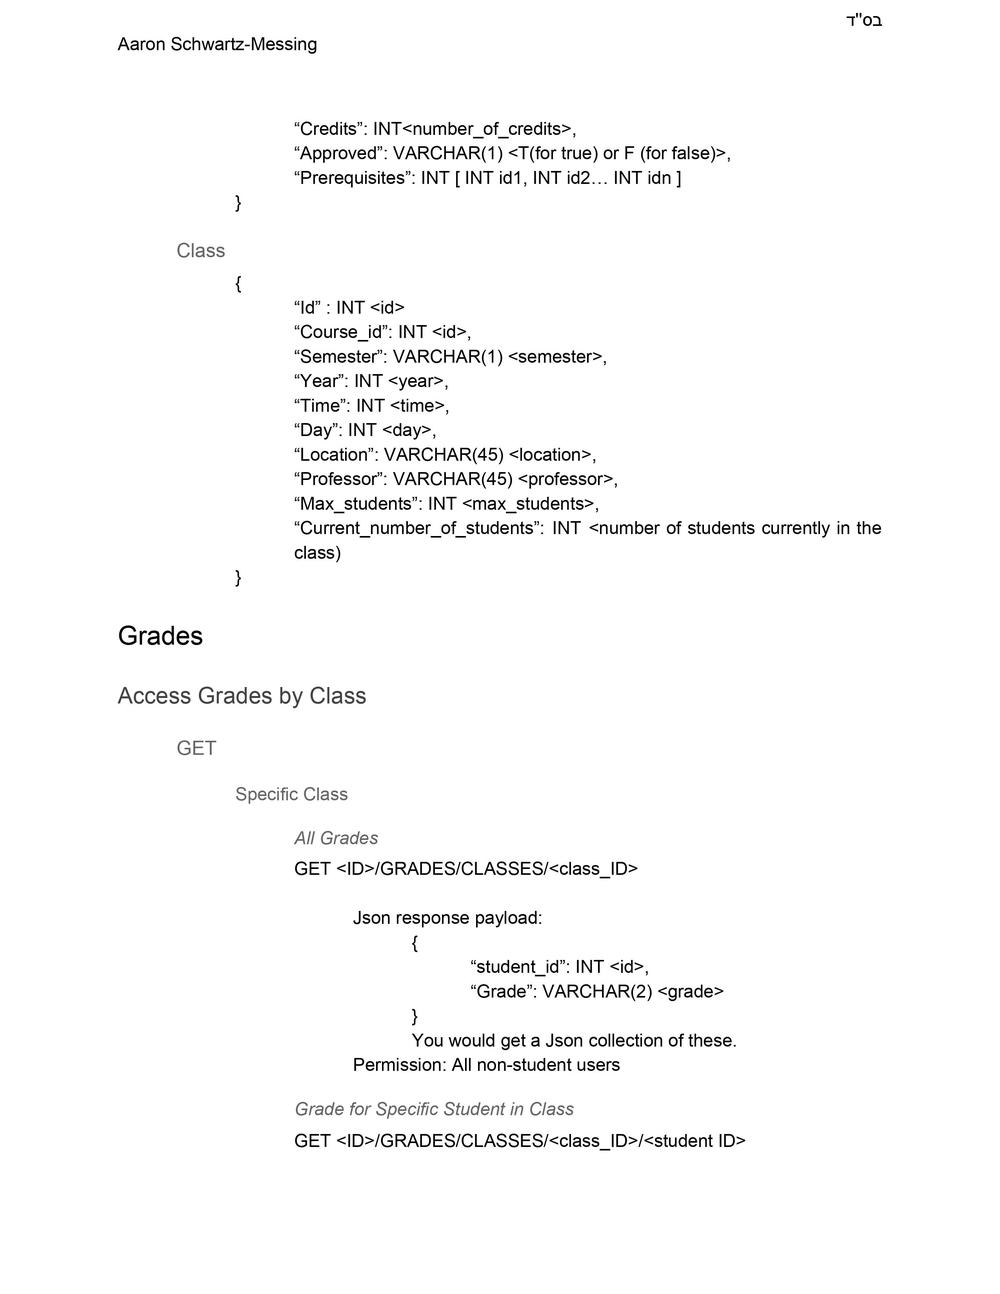 בס"ד
Aaron Schwartz-Messing
“Credits”: INT<number_of_credits>,
“Approved”: VARCHAR(1) <T(for true) or F (for false)>,
“Prerequisites”: INT [ INT id1, INT id2… INT idn ]
}
Class
{
“Id” : INT <id>
“Course_id”: INT <id>,
“Semester”: VARCHAR(1) <semester>,
“Year”: INT <year>,
“Time”: INT <time>,
“Day”: INT <day>,
“Location”: VARCHAR(45) <location>,
“Professor”: VARCHAR(45) <professor>,
“Max_students”: INT <max_students>,
“Current_number_of_students”: INT <number of students currently in the
class)
}
Grades
Access Grades by Class
GET
Specific Class
All Grades
GET <ID>/GRADES/CLASSES/<class_ID>
Json response payload:
{
“student_id”: INT <id>,
“Grade”: VARCHAR(2) <grade>
}
You would get a Json collection of these.
Permission: All non-student users
Grade for Specific Student in Class
GET <ID>/GRADES/CLASSES/<class_ID>/<student ID>